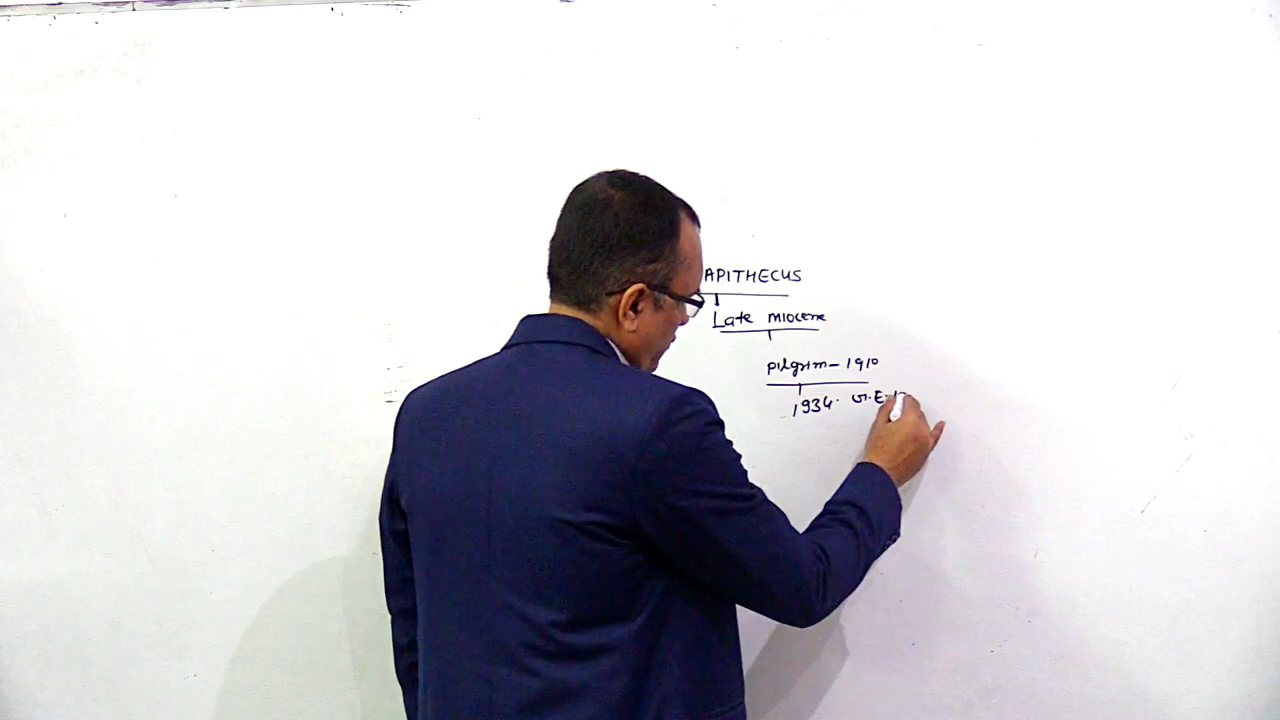 APITHECUS
Late miocene
pilgrim - 1910
1934. G.E.